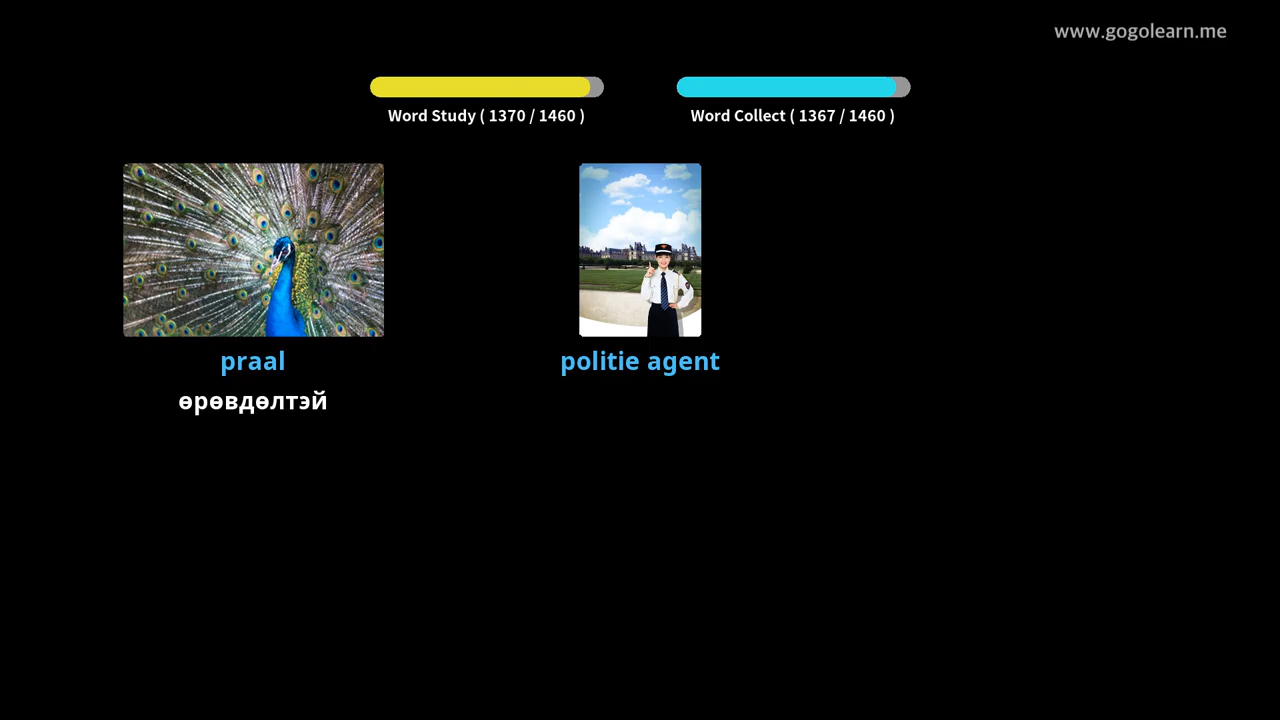 www.gogolearn.me
Word Study ( 1370 / 1460 )
Word Collect ( 1367 / 1460 )
praal
өрөвдөлтэй
politie agent